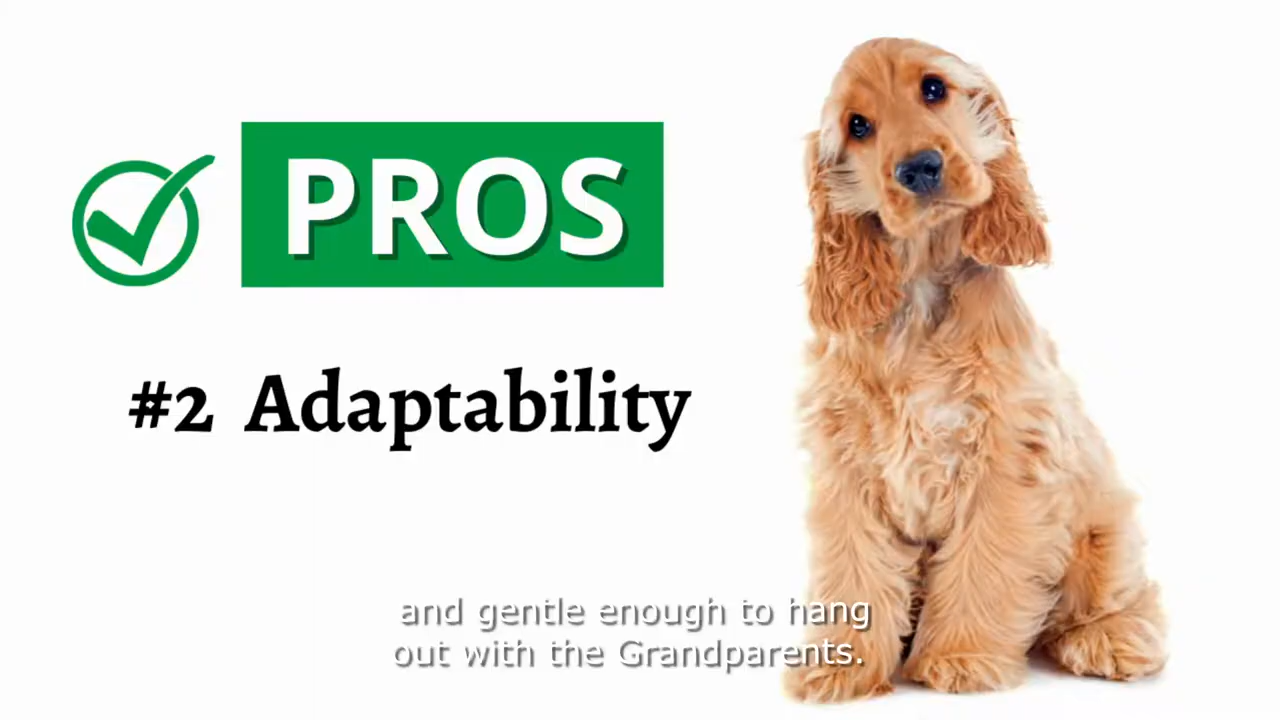 PROS
#2 Adaptability
and gentle enough to hang
out with the Grandparents.